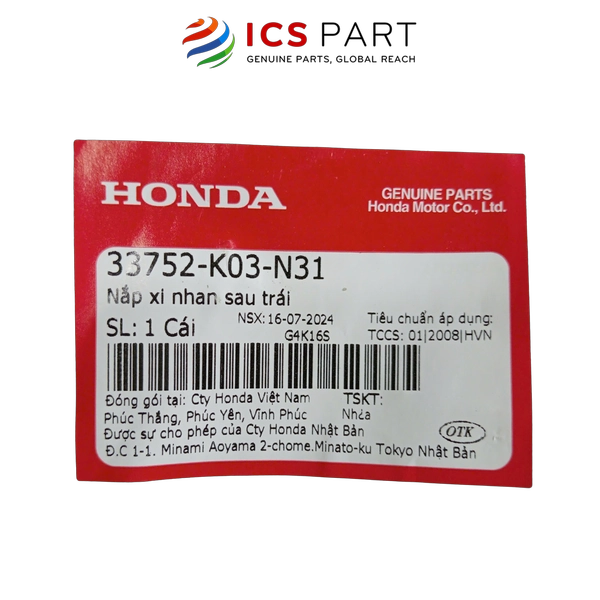 ICS PART
GENUINE PARTS, GLOBAL REACH
HONDA
GENUINE PARTS
Honda Motor Co., Ltd.
33752-K03-N31
Nắp xi nhan sau trái
SL: 1 Cái
NSX: 16-07-2024
G4K16S
Tiêu chuẩn áp dụng:
TCCS: 01|2008|HVN
Đóng gói tại: Cty Honda Việt Nam
Phúc Thắng, Phúc Yên, Vĩnh Phúc
TSKT:
Nhựa
Được sự cho phép của Cty Honda Nhật Bản
Đ.C 1-1. Minami Aoyama 2-chome.Minato-ku Tokyo Nhật Bản
OTK